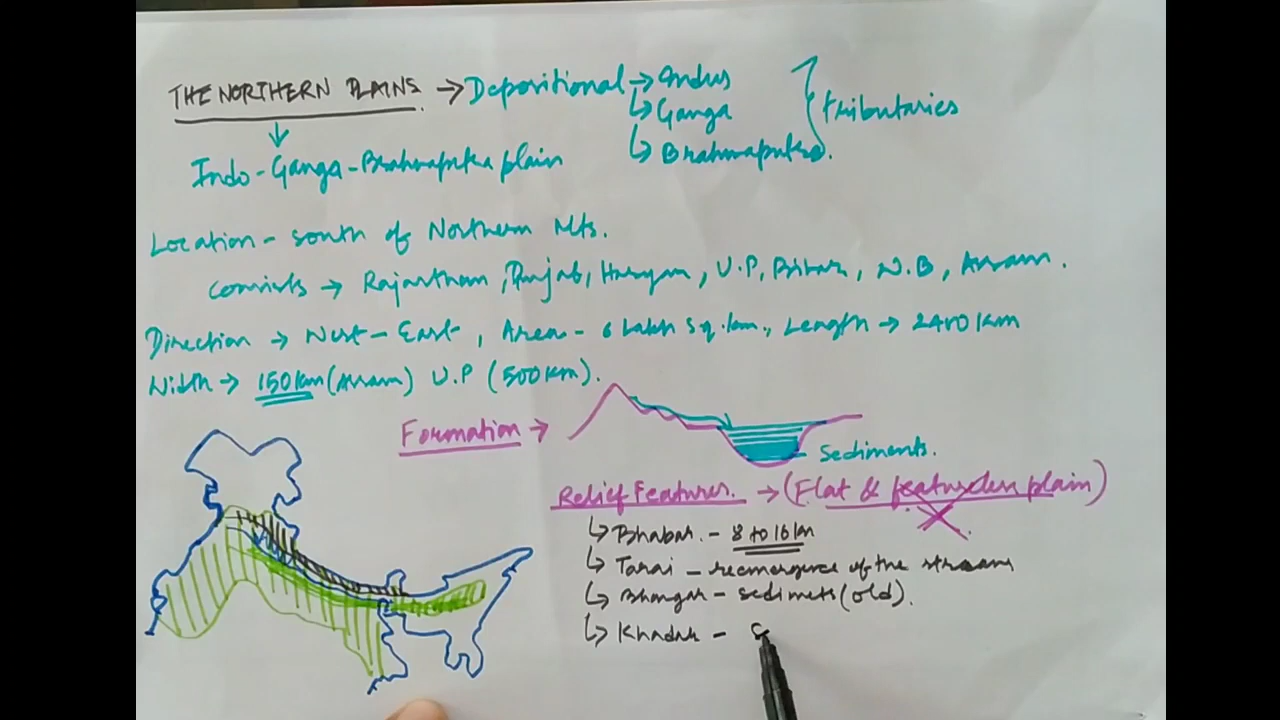 THE NORTHERN PLAINS → Depositional → Indus
↳ Ganga
↳ Brahmaputra.
} tributaries
Indo-Ganga-Brahmaputra plain
Location - south of Northern Mts.
consists → Rajasthan, Punjab, Haryana, U.P, Bihar, W.B, Assam.
Direction → West - East, Area - 6 Lakh sq.km., Length → 2400 KM
Width → 150km (Assam) U.P (500km).
Formation →
Sediments.
Relief Features. → (Flat & featureless plain)
↳ Bhabar - 8 to 16 km
↳ Tarai - reemergence of the streams
↳ Bhangar - sediments (old).
↳ Khadar - S